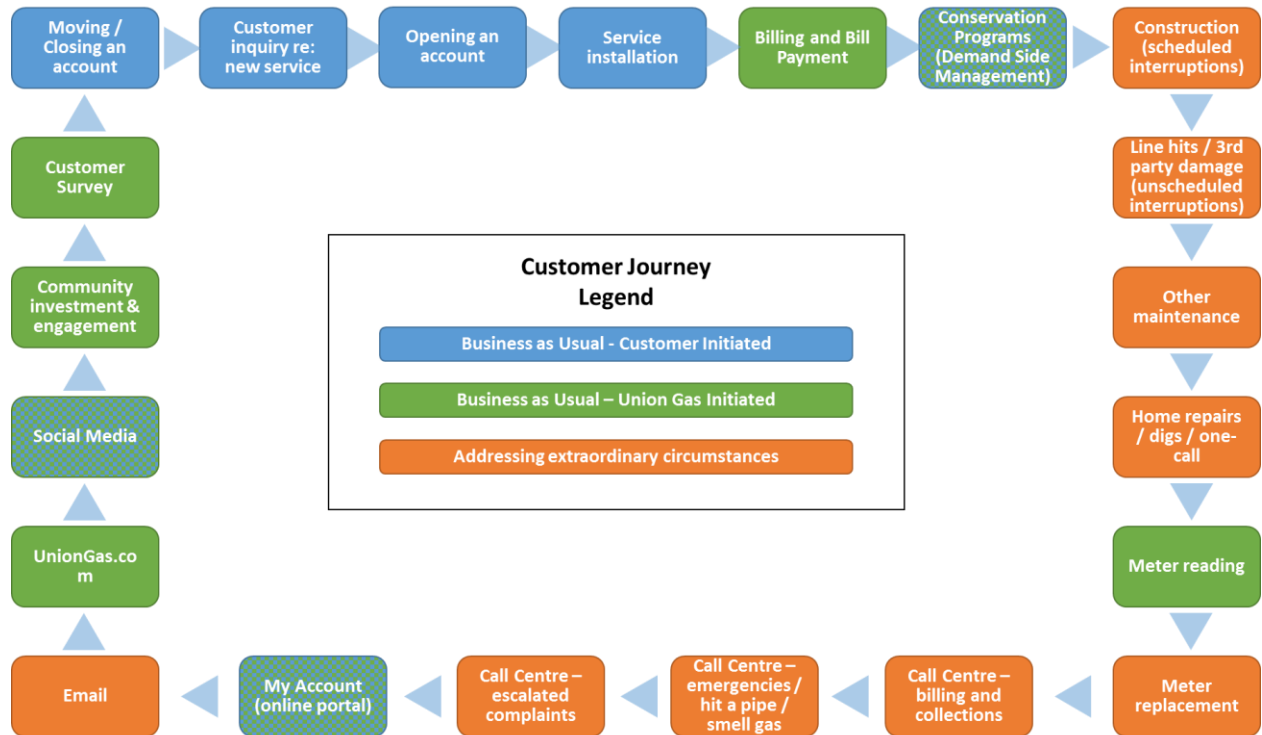 Moving /
Closing an
account
Customer
inquiry re:
new service
Opening an
account
Service
installation
Billing and Bill
Payment
Conservation
Programs
(Demand Side
Management)
Construction
(scheduled
interruptions)
Line hits / 3rd
party damage
(unscheduled
interruptions)
Other
maintenance
Home repairs
/ digs / one-
call
Meter reading
Meter
replacement
Call Centre –
billing and
collections
Call Centre –
emergencies /
hit a pipe /
smell gas
Call Centre –
escalated
complaints
My Account
(online portal)
Email
UnionGas.co
m
Social Media
Community
investment &
engagement
Customer
Survey
Customer Journey
Legend
Business as Usual - Customer Initiated
Business as Usual – Union Gas Initiated
Addressing extraordinary circumstances